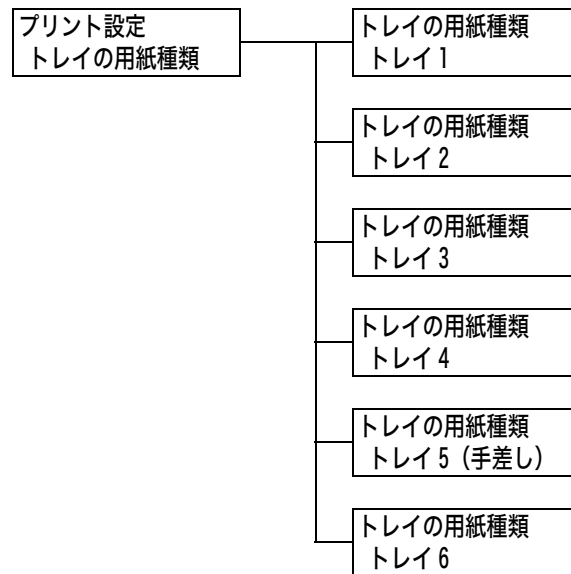 プリント設定
トレイの用紙種類
トレイの用紙種類
トレイ1
トレイの用紙種類
トレイ2
トレイの用紙種類
トレイ3
トレイの用紙種類
トレイ4
トレイの用紙種類
トレイ5（手差し）
トレイの用紙種類
トレイ6